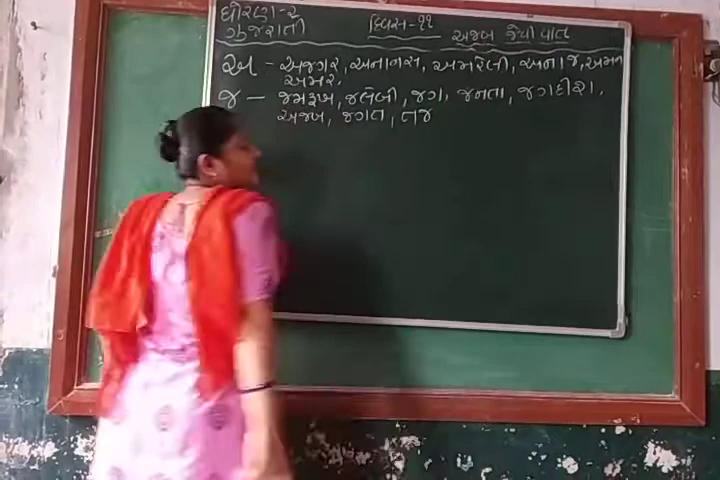 ધોરણ-૨
ગુજરાતી
દિવસ-૧૧
અજબ જેવી વાત
અ - અજગર, અનાનસ, અમરેલી, અનાજ, અમન
અમર,
જ - જમરૂખ, જલેબી, જગ, જનતા, જગદીશ,
અજબ, જગત, તજ